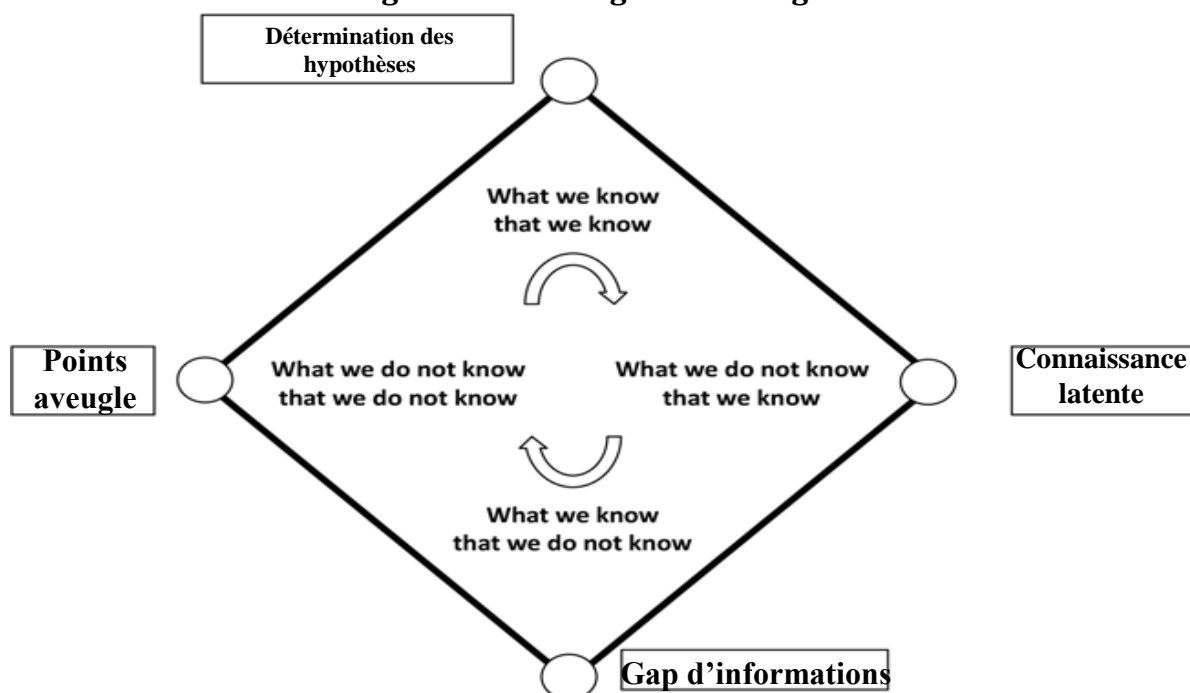 Détermination des
hypothèses
What we know
that we know
Points
aveugle
What we do not know
that we do not know
What we do not know
that we know
Connaissance
latente
What we know
that we do not know
Gap d’informations